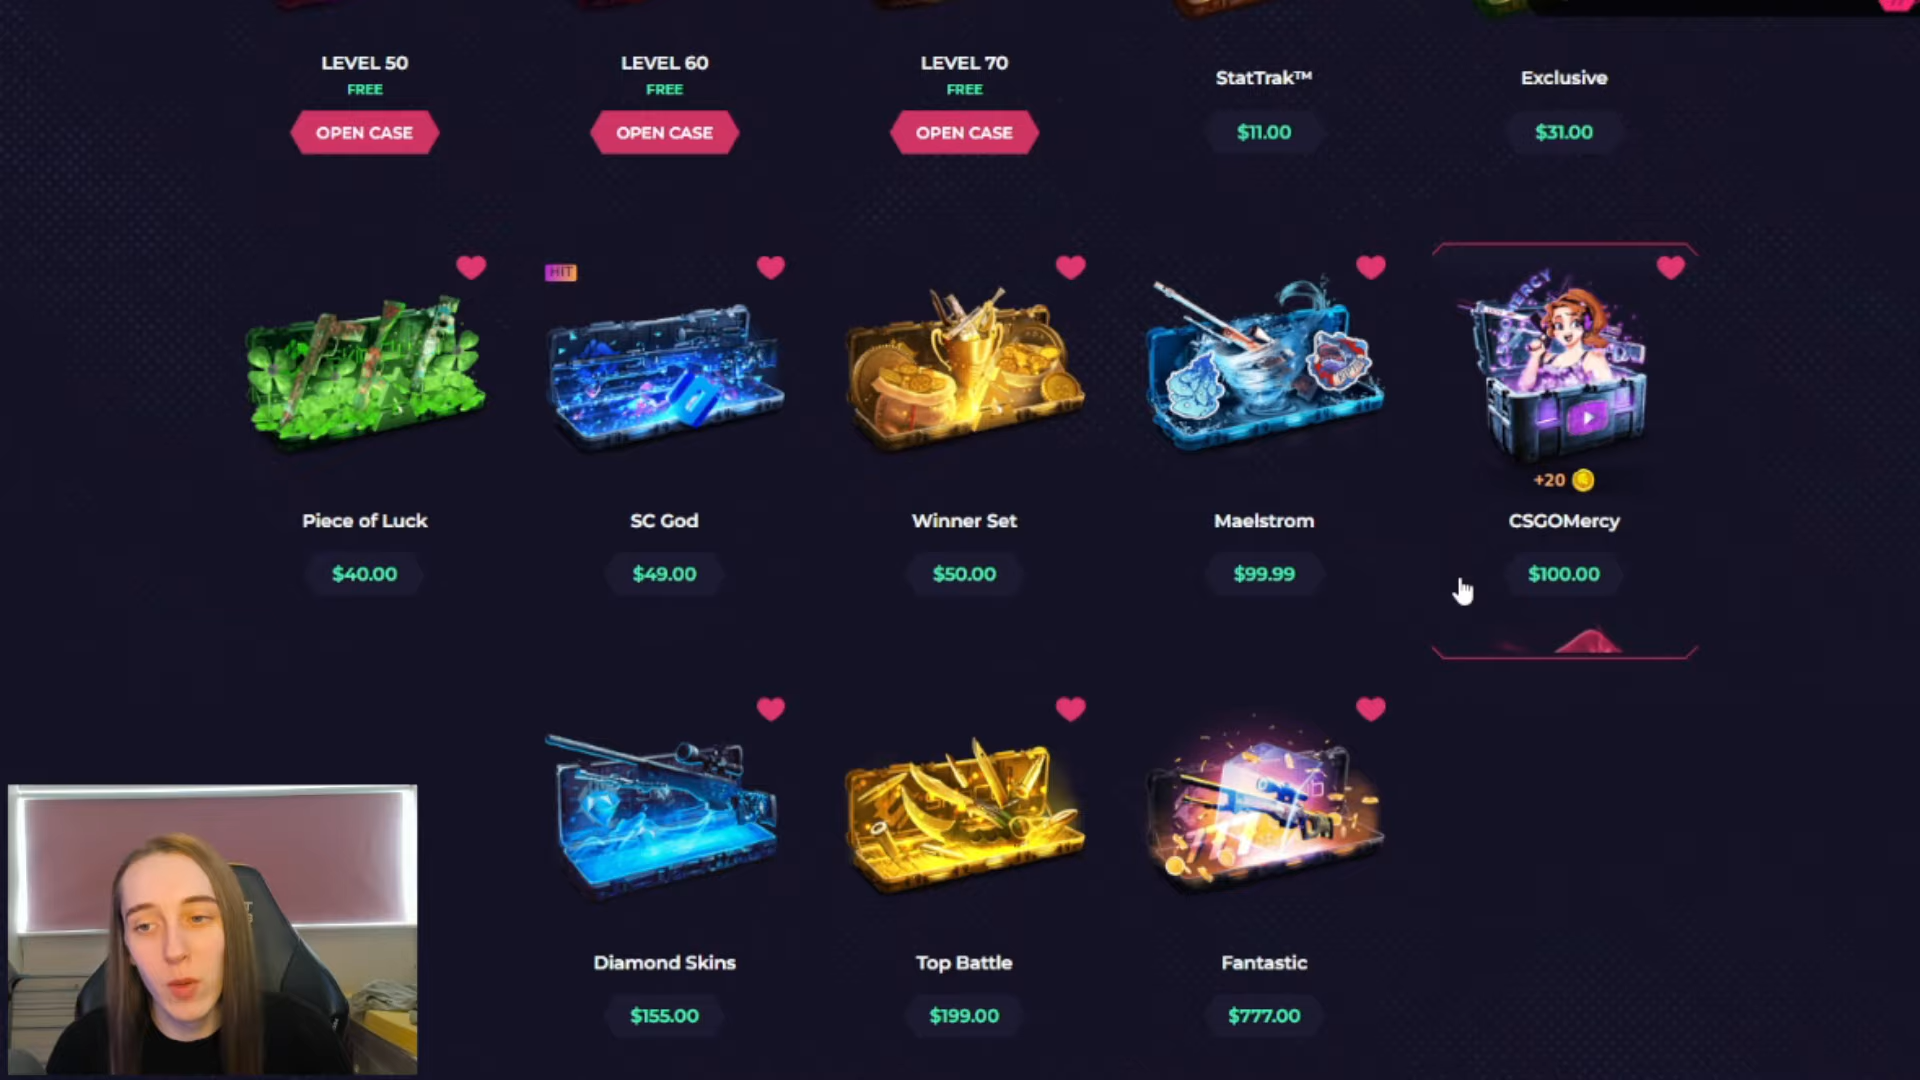 LEVEL 50
FREE
OPEN CASE
LEVEL 60
FREE
OPEN CASE
LEVEL 70
FREE
OPEN CASE
StatTrak™
$11.00
Exclusive
$31.00
HIT
+20
Piece of Luck
$40.00
SC God
$49.00
Winner Set
$50.00
Maelstrom
$99.99
CSGOMercy
$100.00
777
Diamond Skins
$155.00
Top Battle
$199.00
Fantastic
$777.00